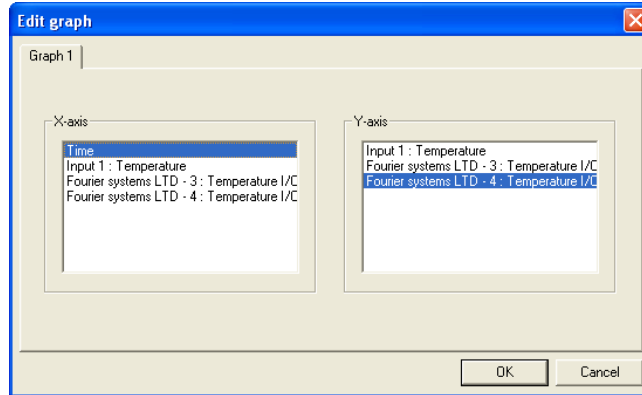 Edit graph
Graph 1
X-axis
Time
Input 1 : Temperature
Fourier systems LTD - 3 : Temperature I/C
Fourier systems LTD - 4 : Temperature I/C
Y-axis
Input 1 : Temperature
Fourier systems LTD - 3 : Temperature I/C
Fourier systems LTD - 4 : Temperature I/C
OK
Cancel